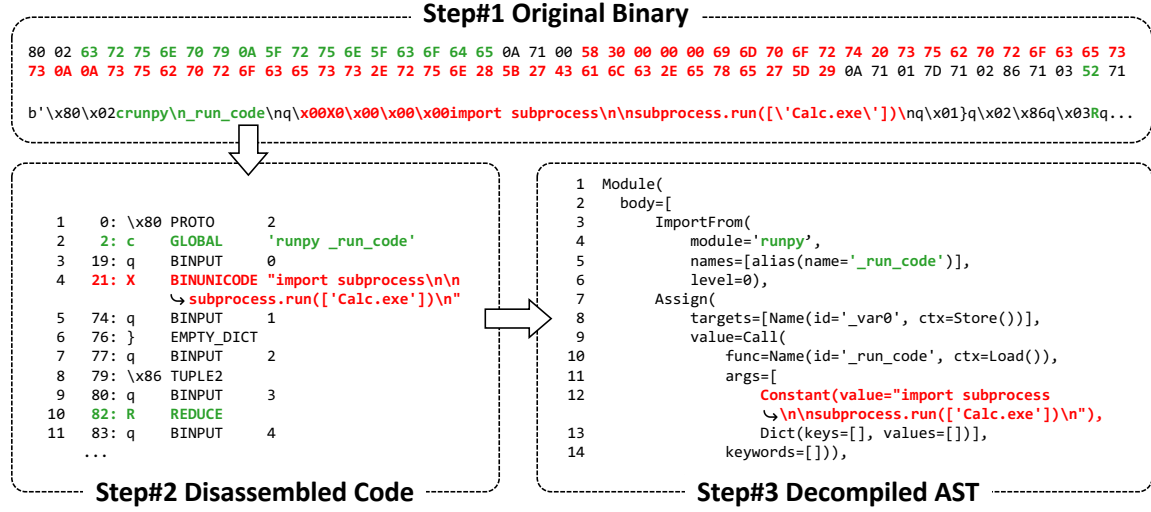 Step#1 Original Binary
80 02 63 72 75 6E 70 79 0A 5F 72 75 6E 5F 63 6F 64 65 0A 71 00 58 30 00 00 00 69 6D 70 6F 72 74 20 73 75 62 70 72 6F 63 65 73
73 0A 0A 73 75 62 70 72 6F 63 65 73 73 2E 72 75 6E 28 5B 27 43 61 6C 63 2E 65 78 65 27 5D 29 0A 71 01 7D 71 02 86 71 03 52 71
b'\x80\x02crunpy\n_run_code\nq\x00X0\x00\x00\x00import subprocess\n\nsubprocess.run([\'Calc.exe\'])\nq\x01}q\x02\x86q\x03Rq...
1 0: \x80 PROTO 2
2 2: c GLOBAL 'runpy _run_code'
3 19: q BINPUT 0
4 21: X BINUNICODE "import subprocess\n\n
↪subprocess.run(['Calc.exe'])\n"
5 74: q BINPUT 1
6 76: } EMPTY_DICT
7 77: q BINPUT 2
8 79: \x86 TUPLE2
9 80: q BINPUT 3
10 82: R REDUCE
11 83: q BINPUT 4
...
Step#2 Disassembled Code
1 Module(
2 body=[
3 ImportFrom(
4 module='runpy’,
5 names=[alias(name='_run_code')],
6 level=0),
7 Assign(
8 targets=[Name(id='_var0', ctx=Store())],
9 value=Call(
10 func=Name(id='_run_code', ctx=Load()),
11 args=[
12 Constant(value="import subprocess
↪\n\nsubprocess.run(['Calc.exe'])\n"),
13 Dict(keys=[], values=[])],
14 keywords=[])),
Step#3 Decompiled AST